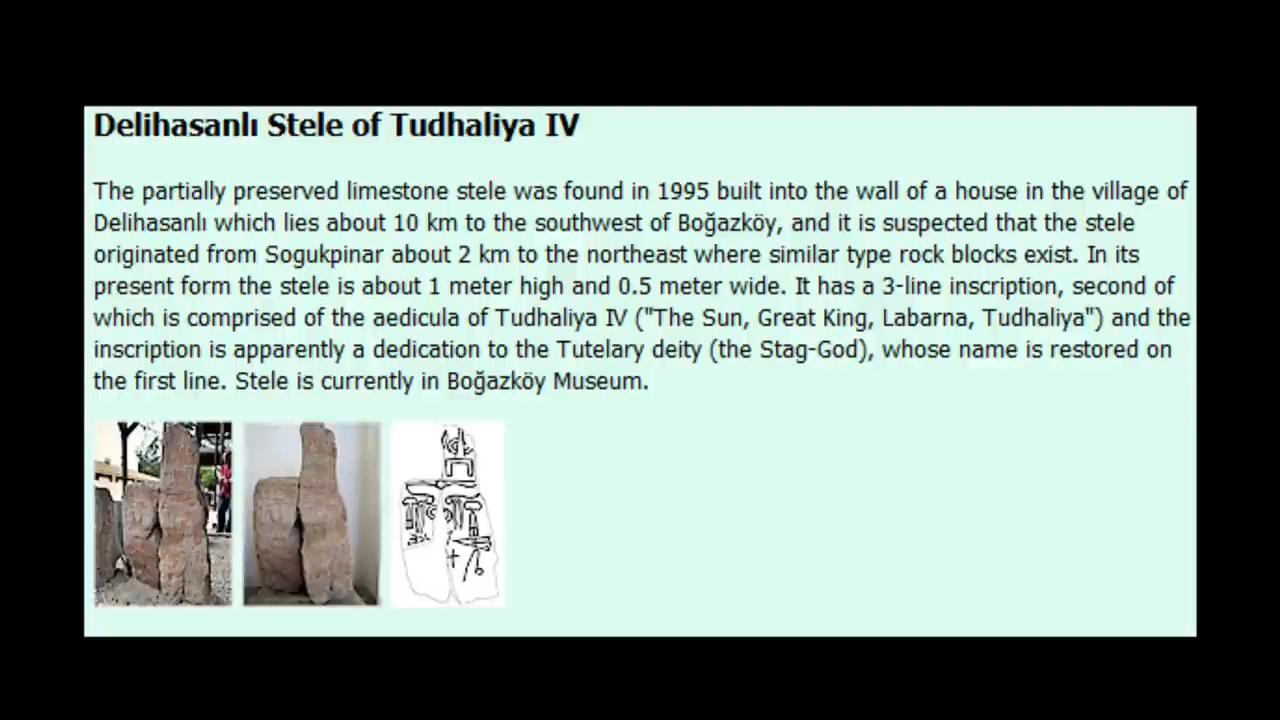 Delihasanlı Stele of Tudhaliya IV
The partially preserved limestone stele was found in 1995 built into the wall of a house in the village of
Delihasanlı which lies about 10 km to the southwest of Boğazköy, and it is suspected that the stele
originated from Sogukpinar about 2 km to the northeast where similar type rock blocks exist. In its
present form the stele is about 1 meter high and 0.5 meter wide. It has a 3-line inscription, second of
which is comprised of the aedicula of Tudhaliya IV ("The Sun, Great King, Labarna, Tudhaliya") and the
inscription is apparently a dedication to the Tutelary deity (the Stag-God), whose name is restored on
the first line. Stele is currently in Boğazköy Museum.